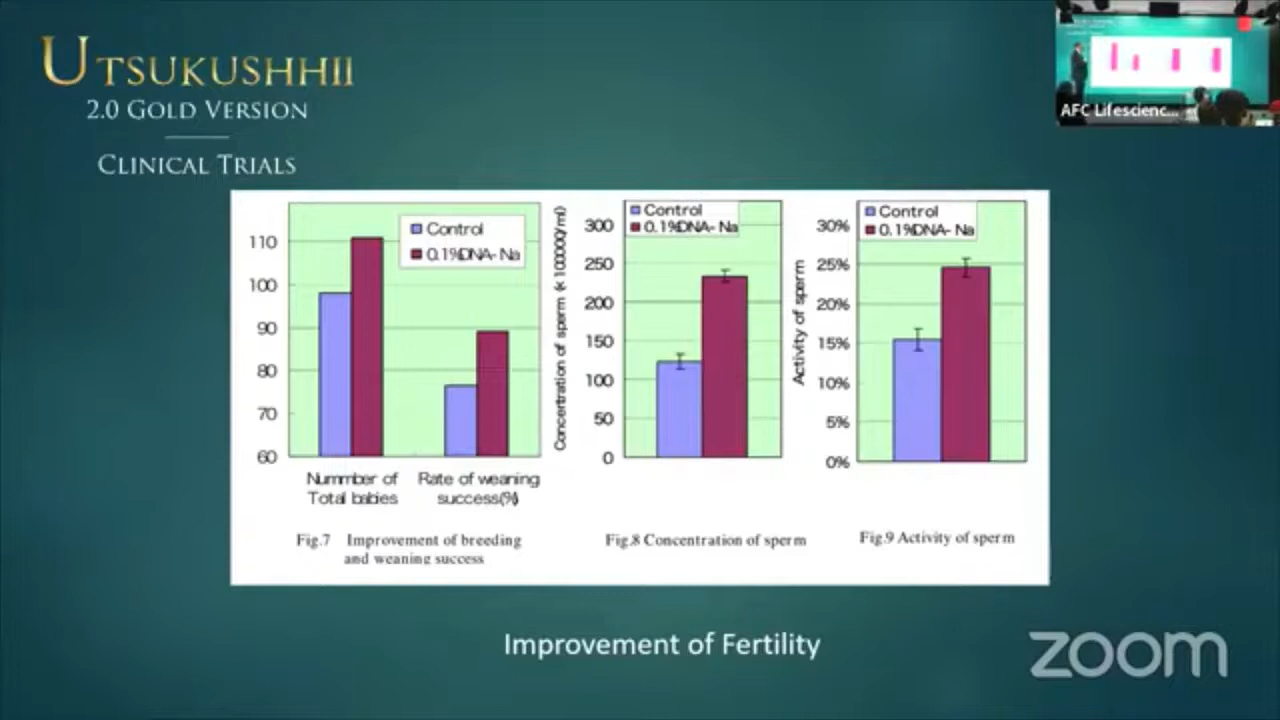 UTSUKUSHHII
2.0 GOLD VERSION
CLINICAL TRIALS
AFC Lifescienc...
Control
0.1%DNA-Na
110
100
90
80
70
60
Nummber of
Total babies
Rate of weaning
success(%)
Fig.7 Improvement of breeding
and weaning success
Concertration of sperm (×100000/ml)
Control
0.1%DNA-Na
300
250
200
150
100
50
0
Fig.8 Concentration of sperm
Activity of sperm
Control
0.1%DNA-Na
30%
25%
20%
15%
10%
5%
0%
Fig.9 Activity of sperm
Improvement of Fertility
zoom